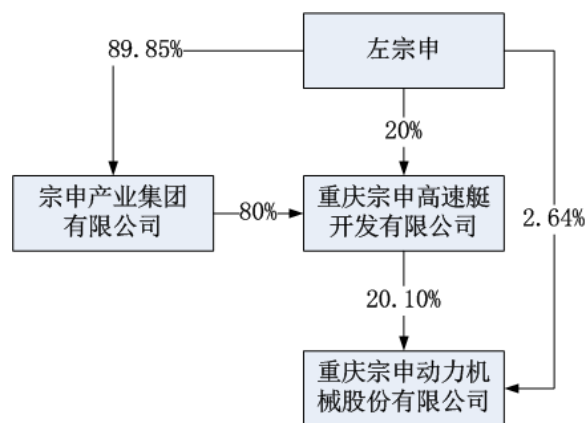 89.85%
左宗申
20%
宗申产业集团
有限公司
80%
重庆宗申高速艇
开发有限公司
2.64%
20.10%
重庆宗申动力机
械股份有限公司